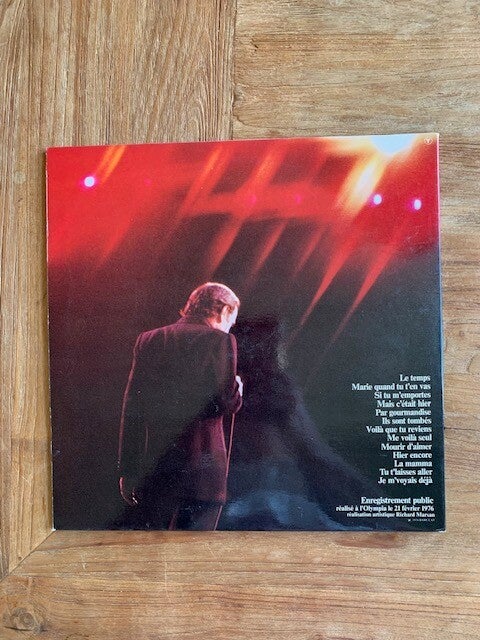 Le temps
Marie quand tu t'en vas
Si tu m'emportes
Mais c'était hier
Par gourmandise
Ils sont tombés
Voilà que tu reviens
Me voilà seul
Mourir d'aimer
Hier encore
La mamma
Tu t'laisses aller
Je m'voyais déjà
Enregistrement public
réalisé à l'Olympia le 21 février 1976
réalisation artistique Richard Marsan